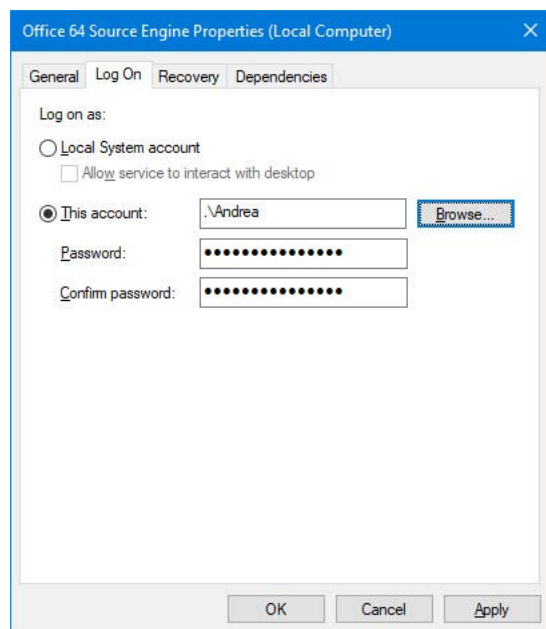 Office 64 Source Engine Properties (Local Computer)
General Log On Recovery Dependencies
Log on as:
Local System account
Allow service to interact with desktop
This account: .\Andrea Browse...
Password: •••••••••••••••
Confirm password: •••••••••••••••
OK Cancel Apply